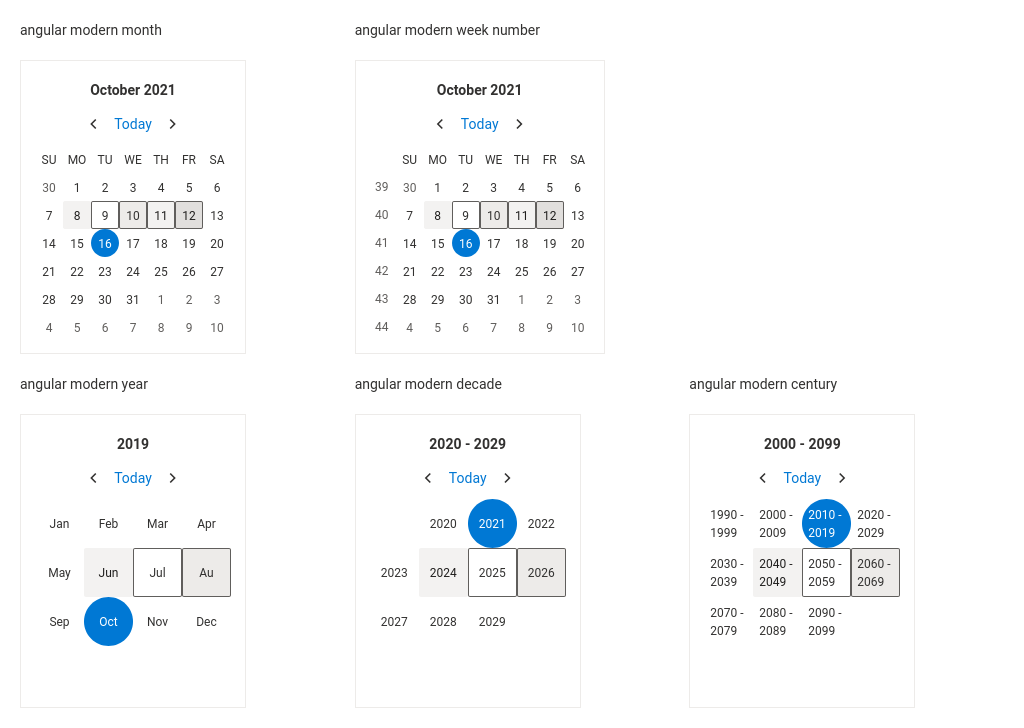 angular modern month
October 2021
Today
SU MO TU WE TH FR SA
30 1 2 3 4 5 6
7 8 9 10 11 12 13
14 15 16 17 18 19 20
21 22 23 24 25 26 27
28 29 30 31 1 2 3
4 5 6 7 8 9 10
angular modern week number
October 2021
Today
SU MO TU WE TH FR SA
39 30 1 2 3 4 5 6
40 7 8 9 10 11 12 13
41 14 15 16 17 18 19 20
42 21 22 23 24 25 26 27
43 28 29 30 31 1 2 3
44 4 5 6 7 8 9 10
angular modern year
2019
Today
Jan Feb Mar Apr
May Jun Jul Au
Sep Oct Nov Dec
angular modern decade
2020 - 2029
Today
2020 2021 2022
2023 2024 2025 2026
2027 2028 2029
angular modern century
2000 - 2099
Today
1990 - 2000 - 2010 - 2020 -
1999 2009 2019 2029
2030 - 2040 - 2050 - 2060 -
2039 2049 2059 2069
2070 - 2080 - 2090 -
2079 2089 2099